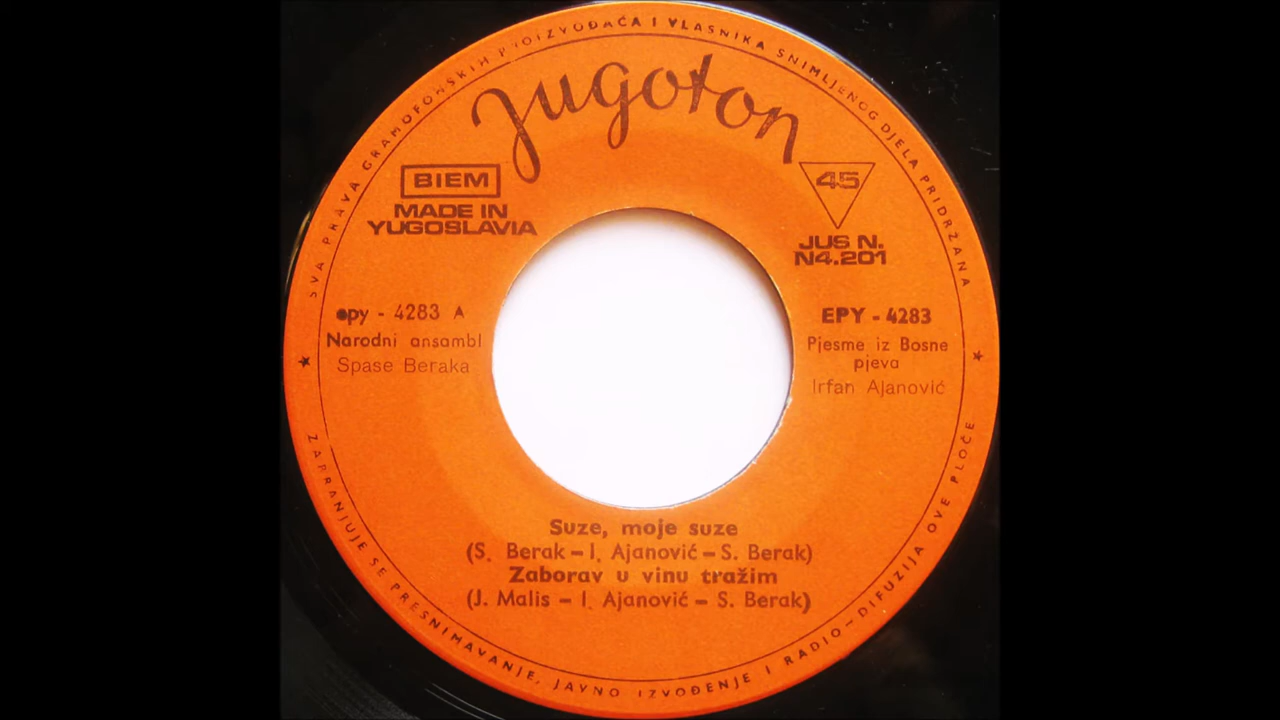 SVA PRAVA GRAMOFONSKIH PROIZVOĐAČA I VLASNIKA SNIMLJENOG DJELA PRIDRŽANA
Jugoton
BIEM
MADE IN
YUGOSLAVIA
45
JUS N.
N4.201
epy - 4283 A
Narodni ansambl
Spase Beraka
EPY - 4283
Pjesme iz Bosne
pjeva
Irfan Ajanović
Suze, moje suze
(S. Berak – I. Ajanović – S. Berak)
Zaborav u vinu tražim
(J. Malis – I. Ajanović – S. Berak)
ZABRANJUJE SE PRESNIMAVANJE, JAVNO IZVOĐENJE I RADIO-DIFUZIJA OVE PLOČE